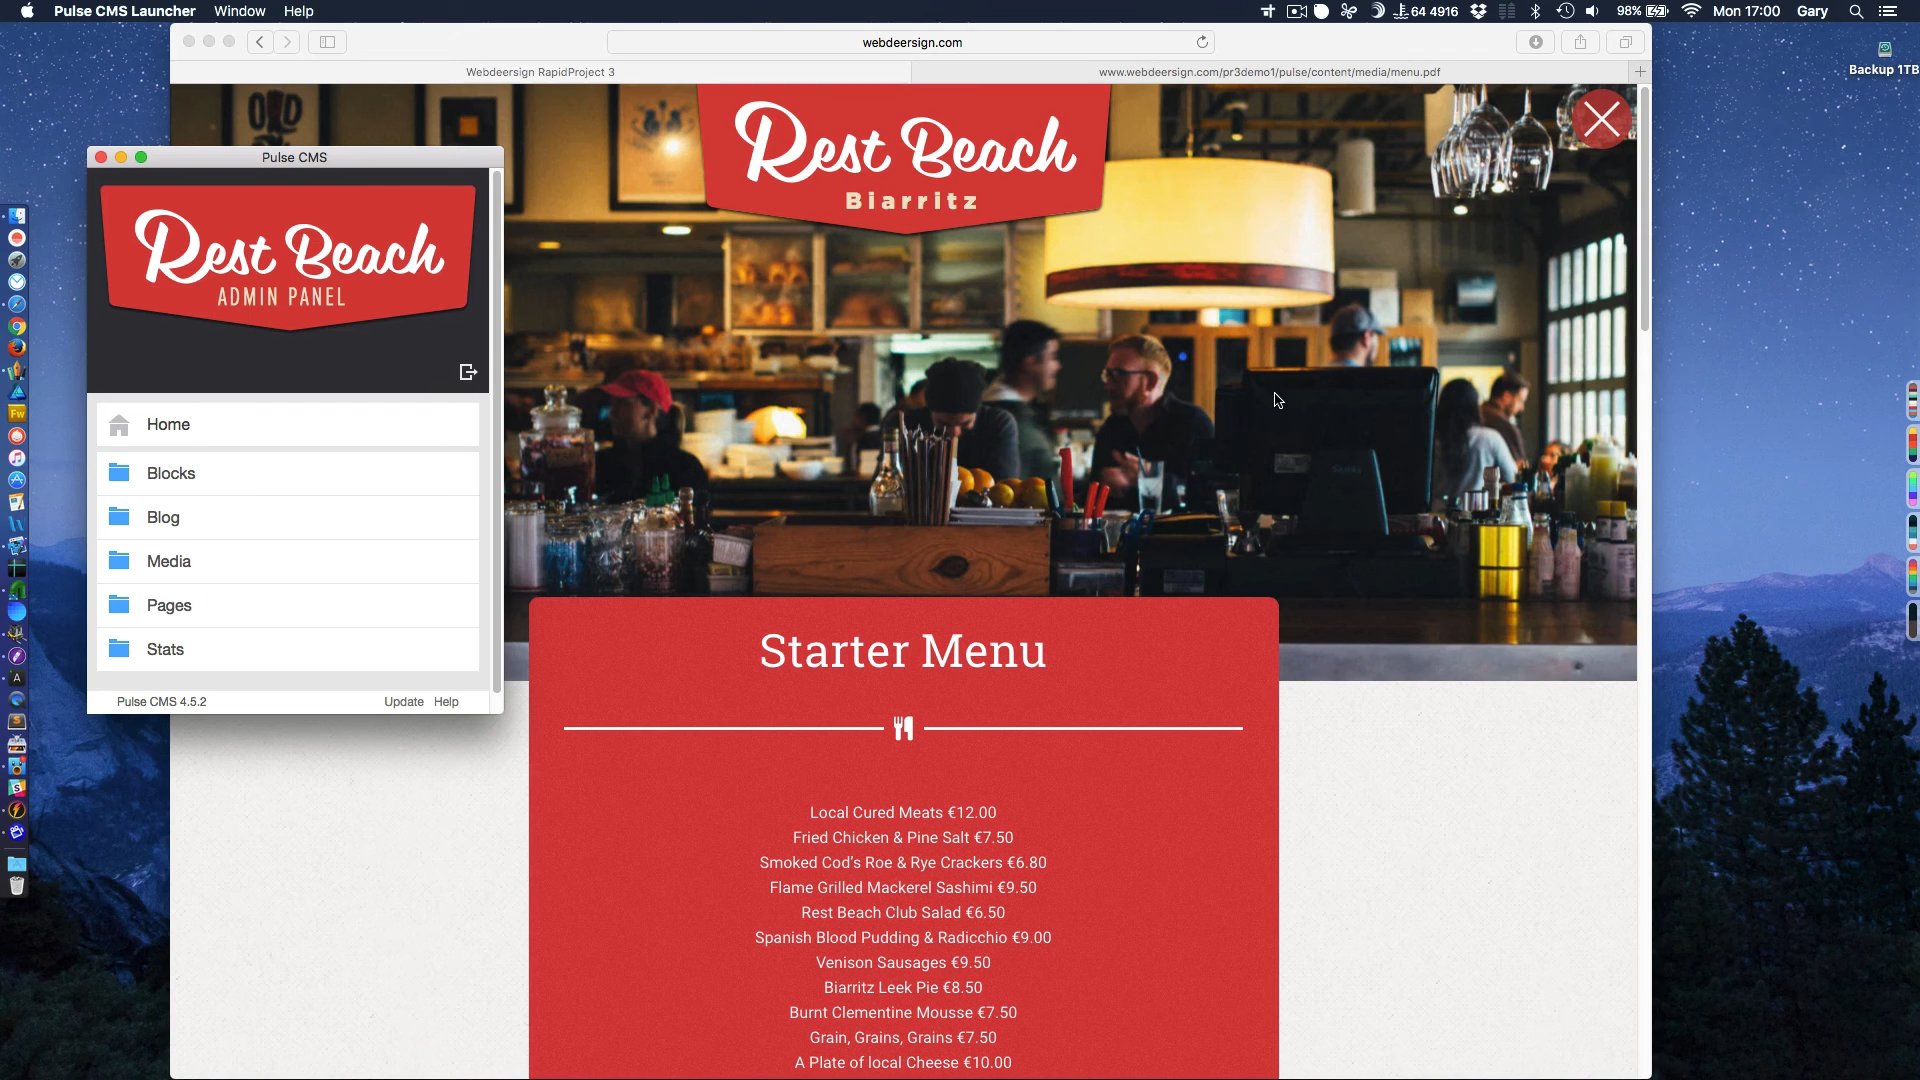 Pulse CMS Launcher Window Help
64 4916 98% Mon 17:00 Gary
webdeersign.com
Webdeersign RapidProject 3
www.webdeersign.com/pr3demo1/pulse/content/media/menu.pdf
Backup 1TB
OLD
Rest Beach
Biarritz
Pulse CMS
Rest Beach
ADMIN PANEL
Home
Blocks
Blog
Media
Pages
Stats
Pulse CMS 4.5.2 Update Help
Fw
Starter Menu
Local Cured Meats €12.00
Fried Chicken & Pine Salt €7.50
Smoked Cod's Roe & Rye Crackers €6.80
Flame Grilled Mackerel Sashimi €9.50
Rest Beach Club Salad €6.50
Spanish Blood Pudding & Radicchio €9.00
Venison Sausages €9.50
Biarritz Leek Pie €8.50
Burnt Clementine Mousse €7.50
Grain, Grains, Grains €7.50
A Plate of local Cheese €10.00